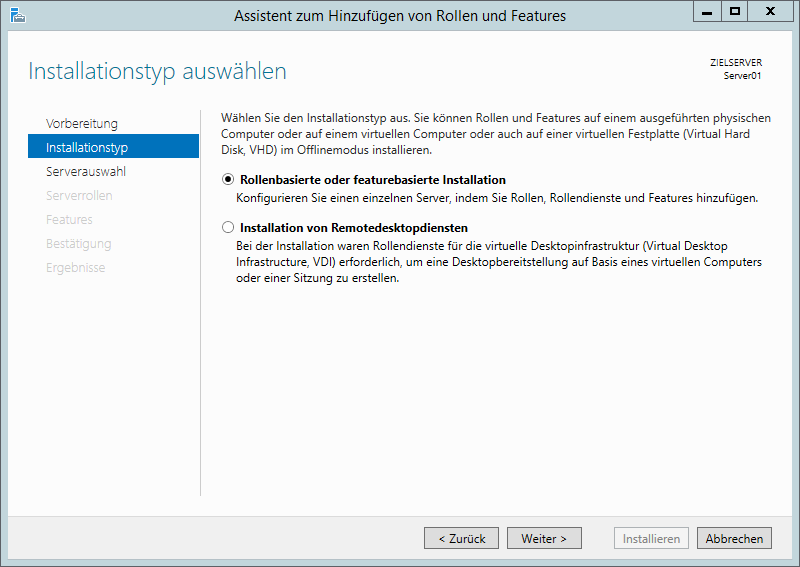 Assistent zum Hinzufügen von Rollen und Features
Installationstyp auswählen
ZIELSERVER
Server01
Vorbereitung
Installationstyp
Serverauswahl
Serverrollen
Features
Bestätigung
Ergebnisse
Wählen Sie den Installationstyp aus. Sie können Rollen und Features auf einem ausgeführten physischen
Computer oder auf einem virtuellen Computer oder auch auf einer virtuellen Festplatte (Virtual Hard
Disk, VHD) im Offlinemodus installieren.
Rollenbasierte oder featurebasierte Installation
Konfigurieren Sie einen einzelnen Server, indem Sie Rollen, Rollendienste und Features hinzufügen.
Installation von Remotedesktopdiensten
Bei der Installation waren Rollendienste für die virtuelle Desktopinfrastruktur (Virtual Desktop
Infrastructure, VDI) erforderlich, um eine Desktopbereitstellung auf Basis eines virtuellen Computers
oder einer Sitzung zu erstellen.
< Zurück
Weiter >
Installieren
Abbrechen